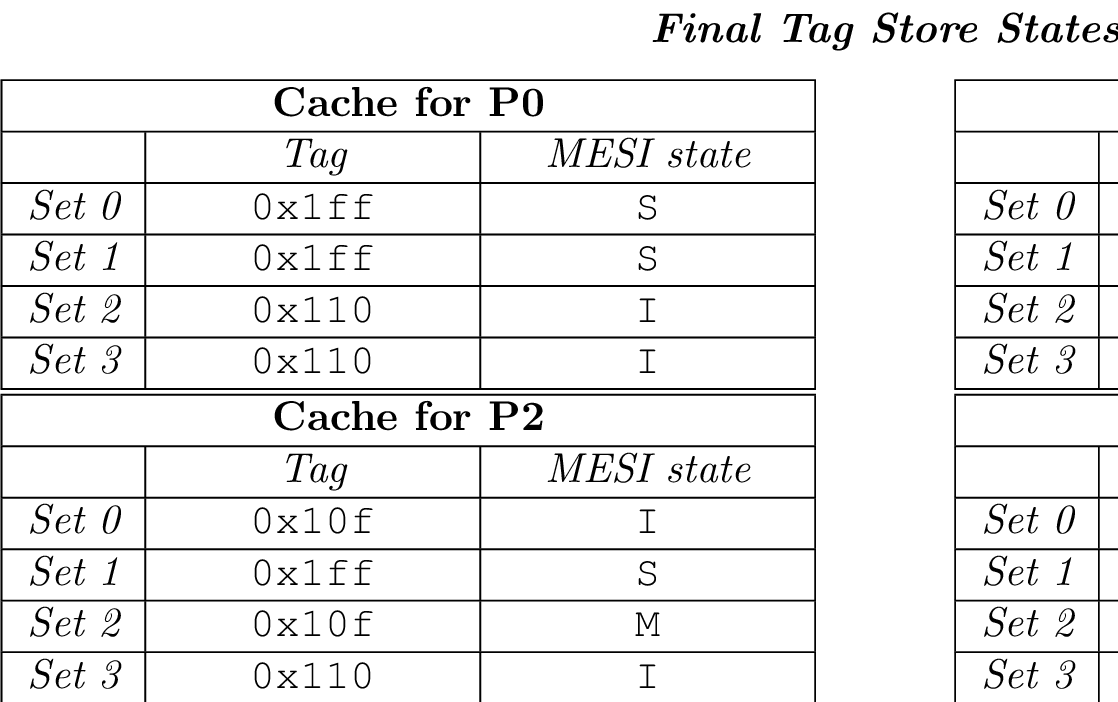 Final Tag Store States
Cache for P0
Tag MESI state
Set 0 0x1ff S Set 0
Set 1 0x1ff S Set 1
Set 2 0x110 I Set 2
Set 3 0x110 I Set 3
Cache for P2
Tag MESI state
Set 0 0x10f I Set 0
Set 1 0x1ff S Set 1
Set 2 0x10f M Set 2
Set 3 0x110 I Set 3